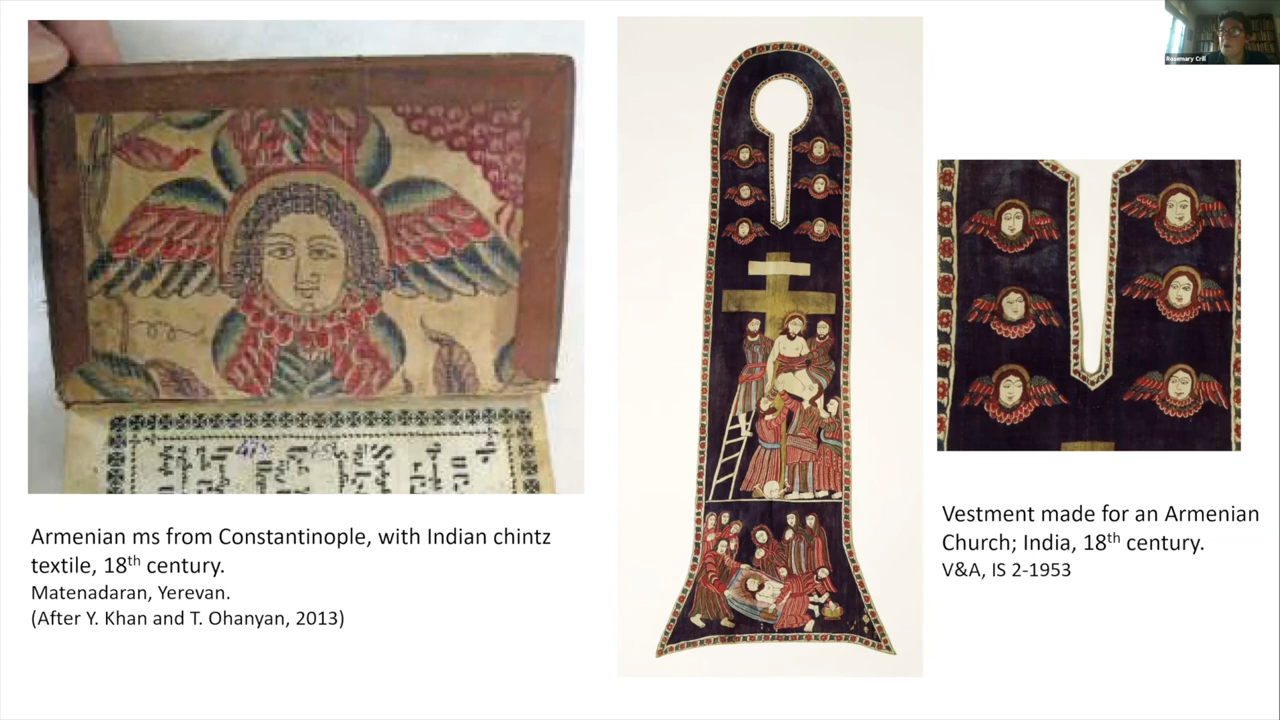 Rosemary Crill
Armenian ms from Constantinople, with Indian chintz
textile, 18th century.
Matenadaran, Yerevan.
(After Y. Khan and T. Ohanyan, 2013)
Vestment made for an Armenian
Church; India, 18th century.
V&A, IS 2-1953